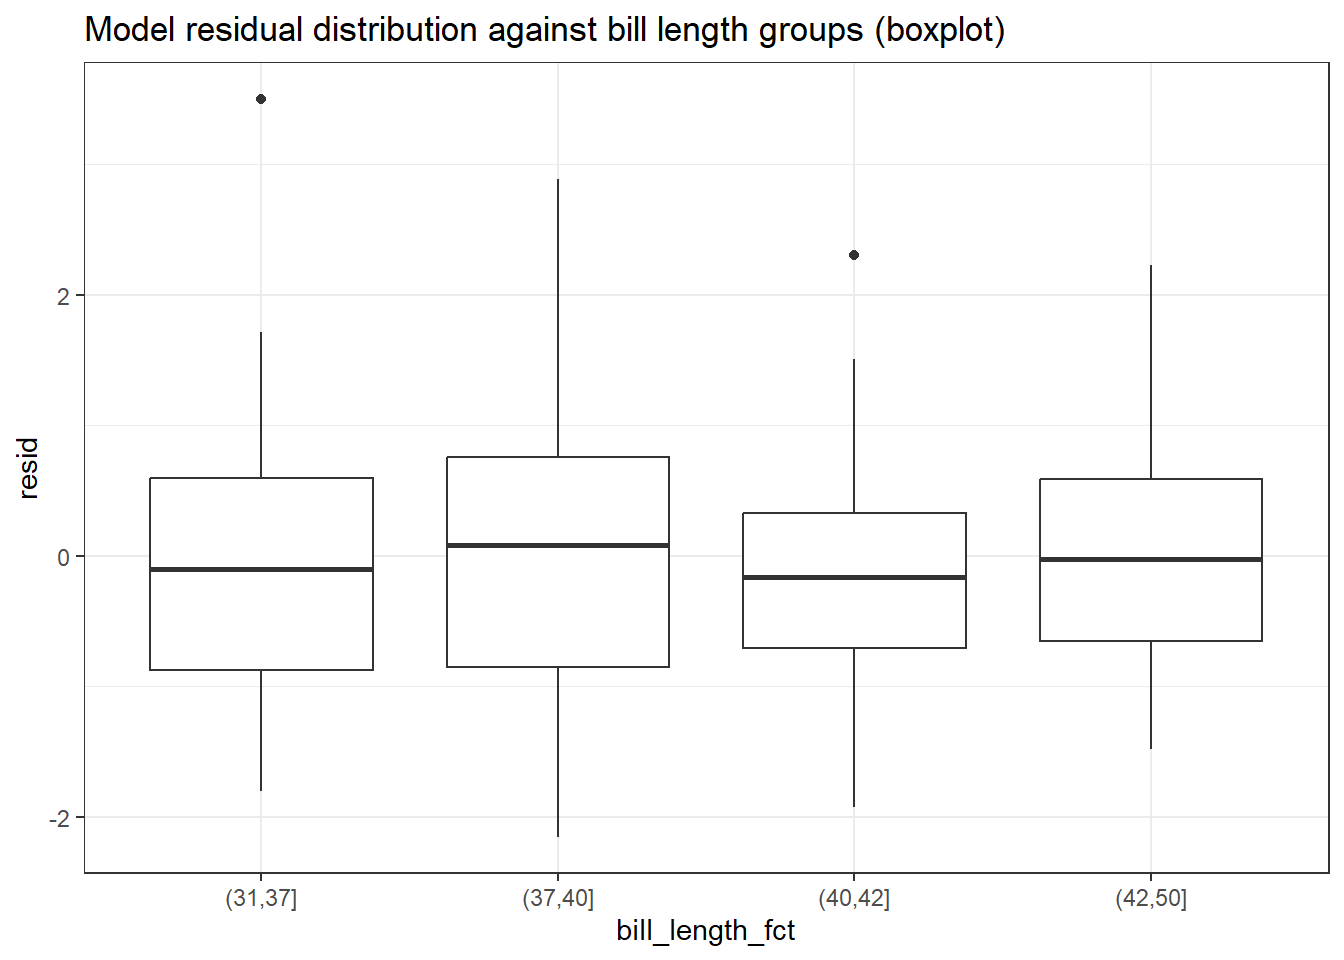 Model residual distribution against bill length groups (boxplot)
resid
2
0
-2
(31,37] (37,40] (40,42] (42,50]
bill_length_fct